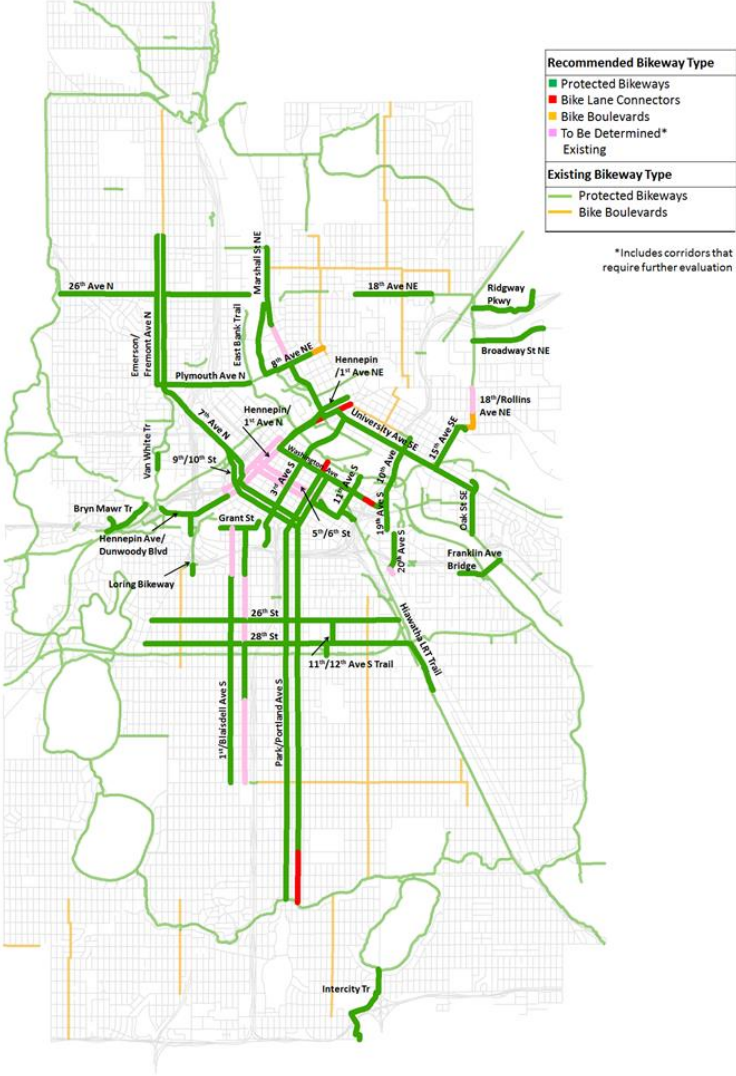 Recommended Bikeway Type
Protected Bikeways
Bike Lane Connectors
Bike Boulevards
To Be Determined*
Existing
Existing Bikeway Type
Protected Bikeways
Bike Boulevards
*Includes corridors that
require further evaluation
Marshall St NE
26th Ave N
18th Ave NE
Ridgway
Pkwy
Emerson/
Fremont Ave N
East Bank Trail
8th Ave NE
Broadway St NE
Hennepin
/1st Ave NE
Plymouth Ave N
18th/Rollins
Ave NE
7th Ave N
Hennepin/
1st Ave N
University Ave SE
15th Ave SE
Van White Tr
9th/10th St
Washington Ave
10th Ave
3rd Ave S
11th Ave S
19th Ave S
Oak St SE
Bryn Mawr Tr
Grant St
5th/6th St
20th Ave S
Hennepin Ave/
Dunwoody Blvd
Franklin Ave
Bridge
Loring Bikeway
26th St
28th St
Hiawatha LRT Trail
11th/12th Ave S Trail
1st/Blaisdell Ave S
Park/Portland Ave S
Intercity Tr